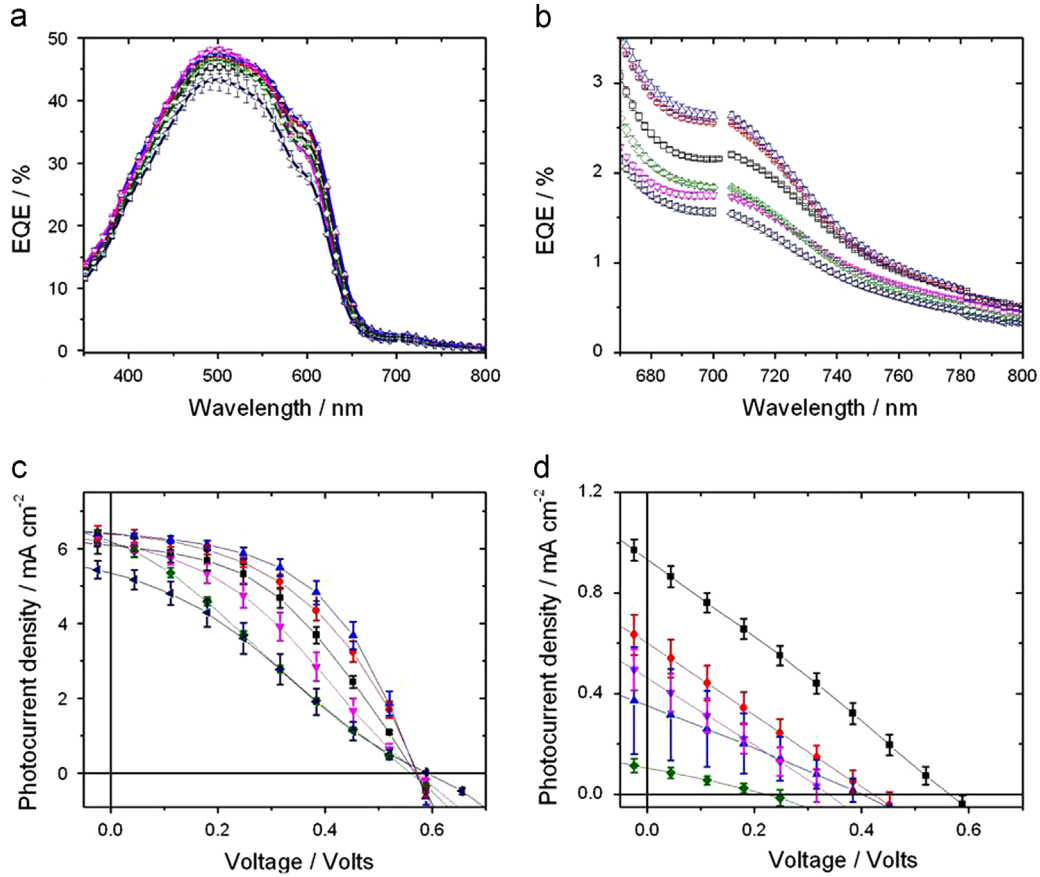 a
50
40
30
20
10
0
EQE / %
400 500 600 700 800
Wavelength / nm
b
3
2
1
0
EQE / %
680 700 720 740 760 780 800
Wavelength / nm
c
6
4
2
0
Photocurrent density / mA cm⁻²
0.0 0.2 0.4 0.6
Voltage / Volts
d
1.2
0.8
0.4
0.0
Photocurrent density / mA cm⁻²
0.0 0.2 0.4 0.6
Voltage / Volts